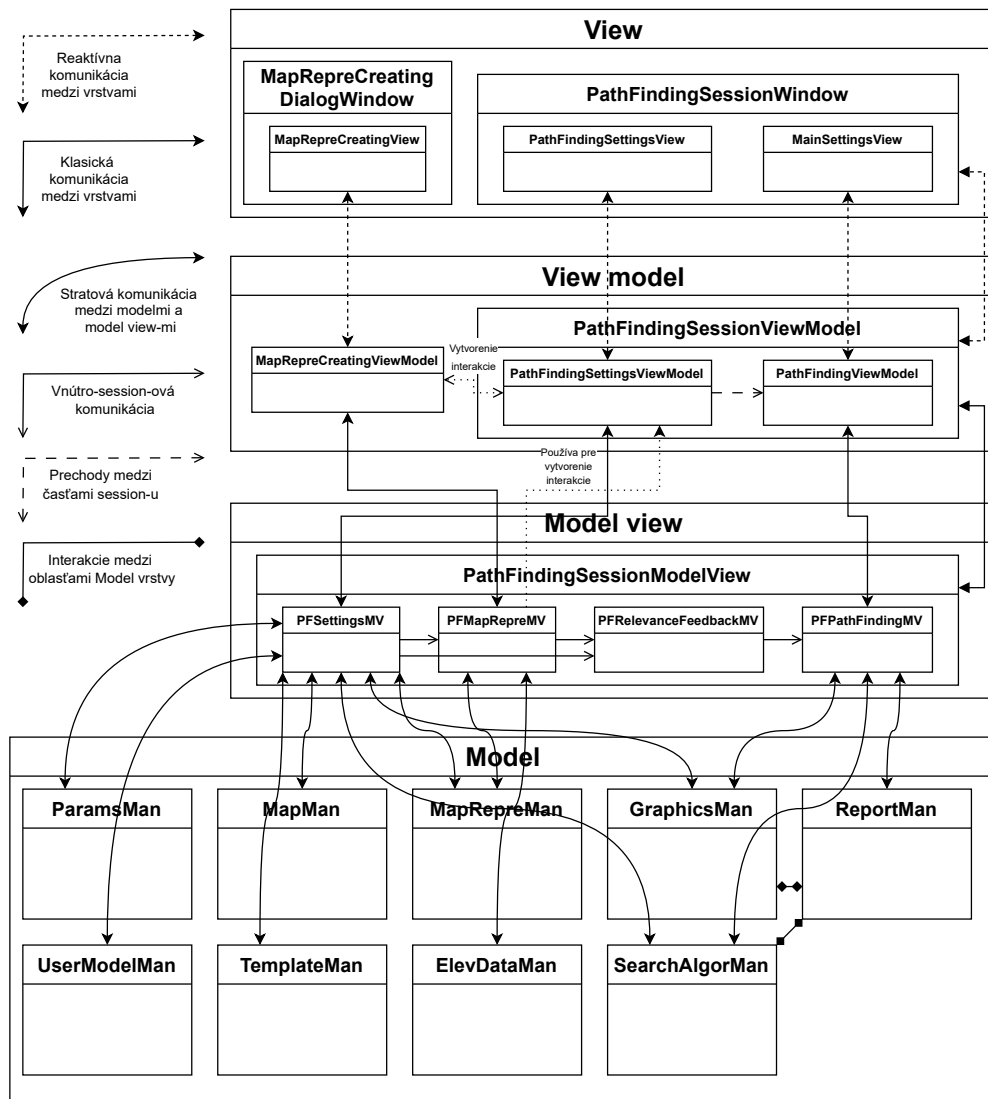 View
Reaktívna
komunikácia
medzi vrstvami
MapRepreCreating
DialogWindow
PathFindingSessionWindow
MapRepreCreatingView
PathFindingSettingsView
MainSettingsView
Klasická
komunikácia
medzi vrstvami
View model
Stratová komunikácia
medzi modelmi a
model view-mi
PathFindingSessionViewModel
Vytvorenie
interakcie
MapRepreCreatingViewModel
PathFindingSettingsViewModel
PathFindingViewModel
Vnútro-session-ová
komunikácia
Používa pre
vytvorenie
interakcie
Prechody medzi
časťami session-u
Model view
Interakcie medzi
oblasťami Model vrstvy
PathFindingSessionModelView
PFSettingsMV
PFMapRepreMV
PFRelevanceFeedbackMV
PFPathFindingMV
Model
ParamsMan
MapMan
MapRepreMan
GraphicsMan
ReportMan
UserModelMan
TemplateMan
ElevDataMan
SearchAlgorMan